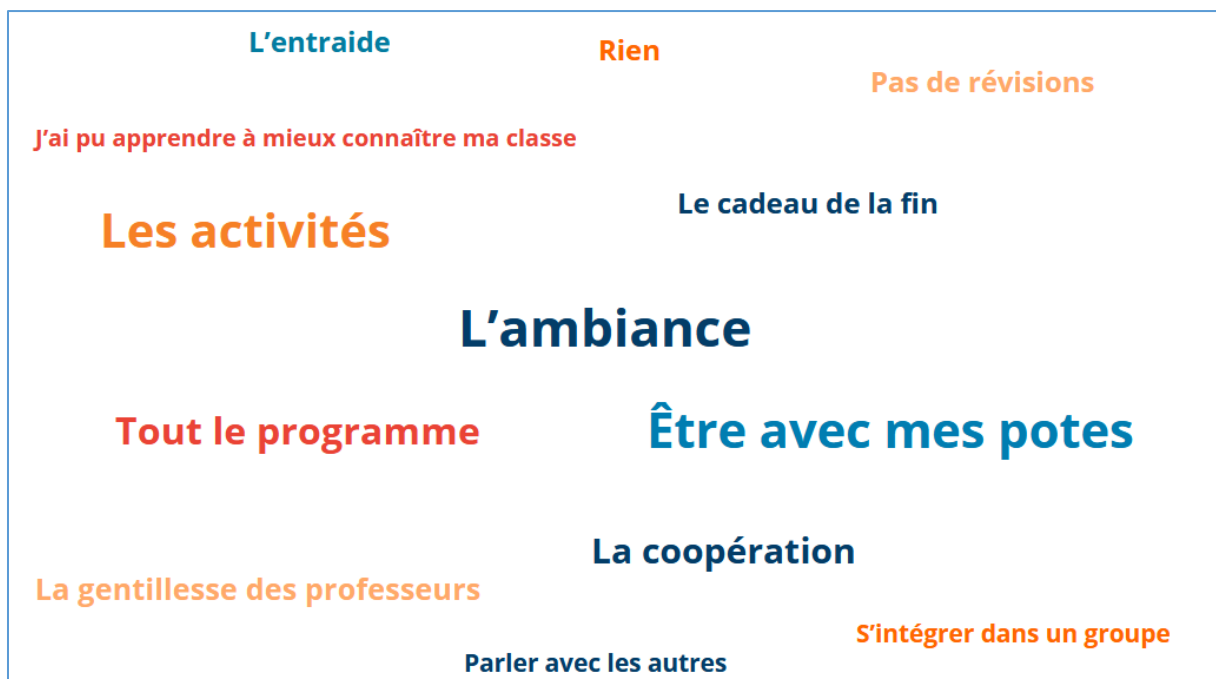 L’entraide
Rien
Pas de révisions
J’ai pu apprendre à mieux connaître ma classe
Le cadeau de la fin
Les activités
L’ambiance
Tout le programme
Être avec mes potes
La coopération
La gentillesse des professeurs
S’intégrer dans un groupe
Parler avec les autres